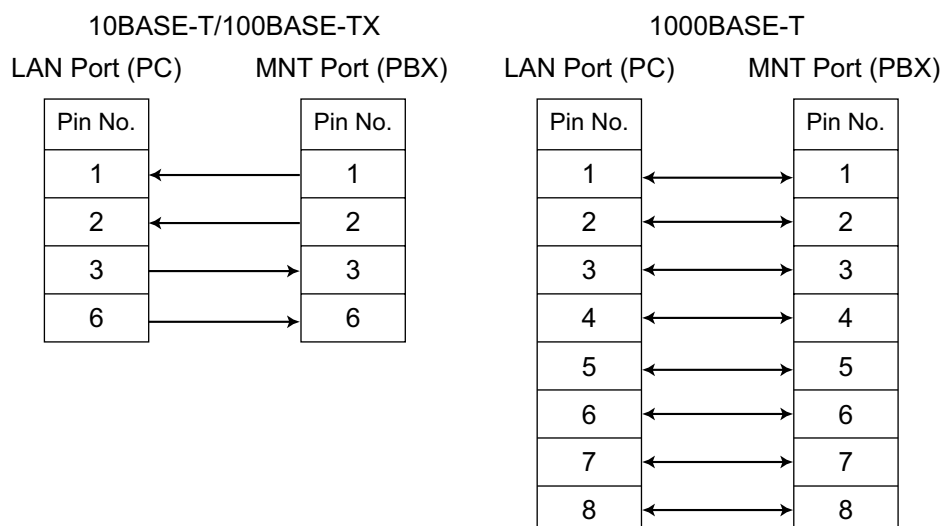 10BASE-T/100BASE-TX
LAN Port (PC) MNT Port (PBX)
Pin No. Pin No.
1 1
2 2
3 3
6 6
1000BASE-T
LAN Port (PC) MNT Port (PBX)
Pin No. Pin No.
1 1
2 2
3 3
4 4
5 5
6 6
7 7
8 8